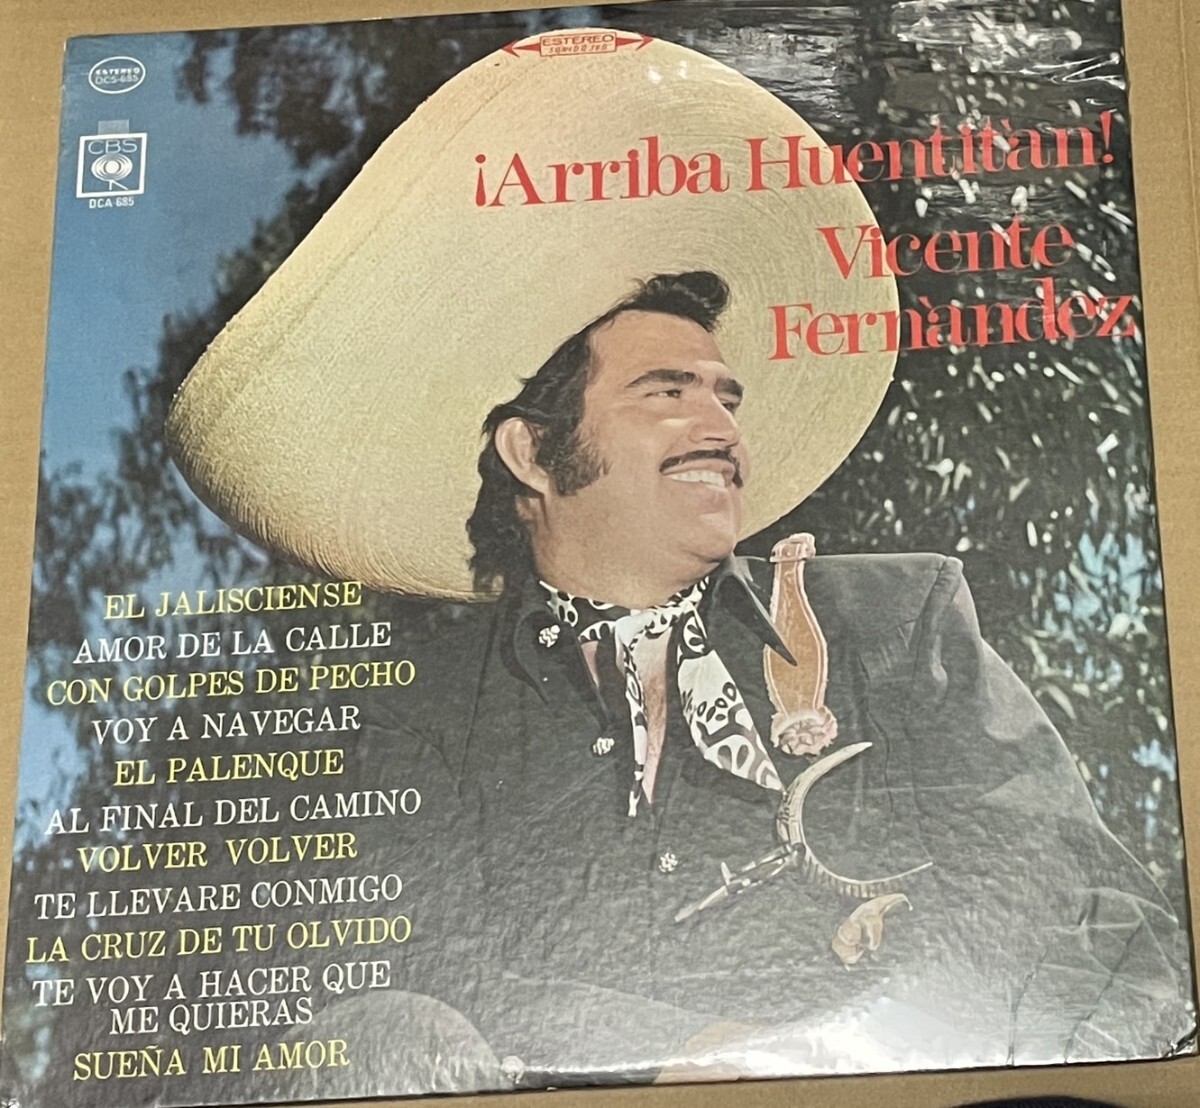 ESTEREO
SONIDO 360
ESTEREO
DCS-685
CBS
DCA-685
¡Arriba Huentitàn!
Vicente
Fernàndez
EL JALISCIENSE
AMOR DE LA CALLE
CON GOLPES DE PECHO
VOY A NAVEGAR
EL PALENQUE
AL FINAL DEL CAMINO
VOLVER VOLVER
TE LLEVARE CONMIGO
LA CRUZ DE TU OLVIDO
TE VOY A HACER QUE
ME QUIERAS
SUEÑA MI AMOR